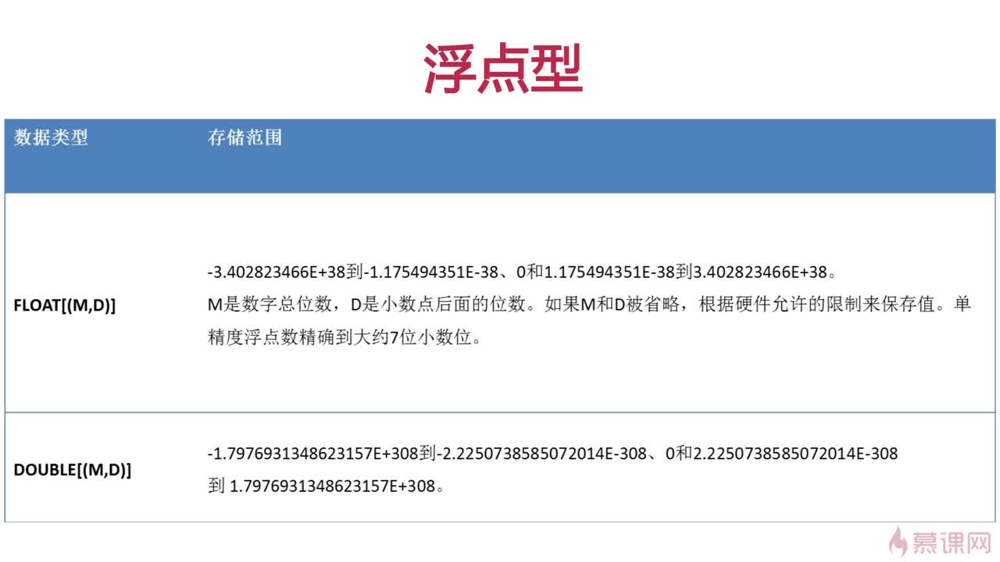 浮点型
数据类型 存储范围
-3.402823466E+38到-1.175494351E-38、0和1.175494351E-38到3.402823466E+38。
FLOAT[(M,D)] M是数字总位数，D是小数点后面的位数。如果M和D被省略，根据硬件允许的限制来保存值。单
精度浮点数精确到大约7位小数位。
-1.7976931348623157E+308到-2.2250738585072014E-308、0和2.2250738585072014E-308
DOUBLE[(M,D)]
到 1.7976931348623157E+308。
慕课网